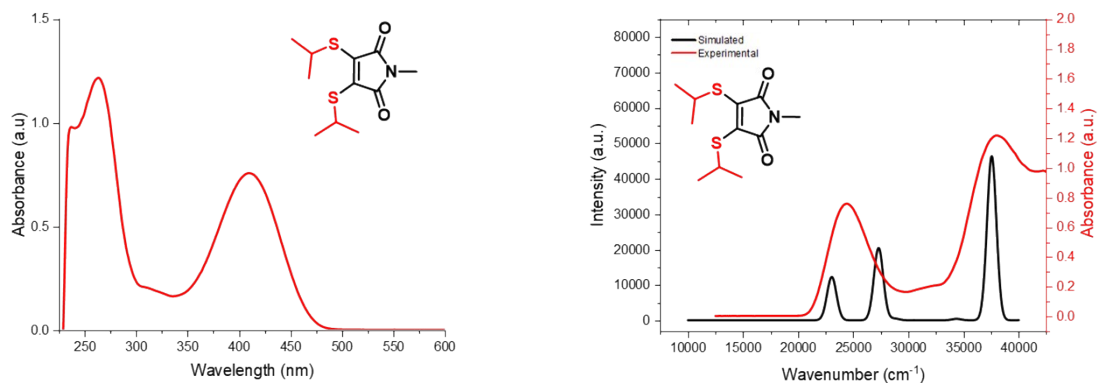 1.5
1.0
0.5
0.0
Absorbance (a.u)
250 300 350 400 450 500 550 600
Wavelength (nm)
S
S
O
N
O
80000
70000
60000
50000
40000
30000
20000
10000
0
Intensity (a.u.)
Simulated
Experimental
S
S
O
N
O
10000 15000 20000 25000 30000 35000 40000
Wavenumber (cm⁻¹)
2.0
1.8
1.6
1.4
1.2
1.0
0.8
0.6
0.4
0.2
0.0
Absorbance (a.u.)